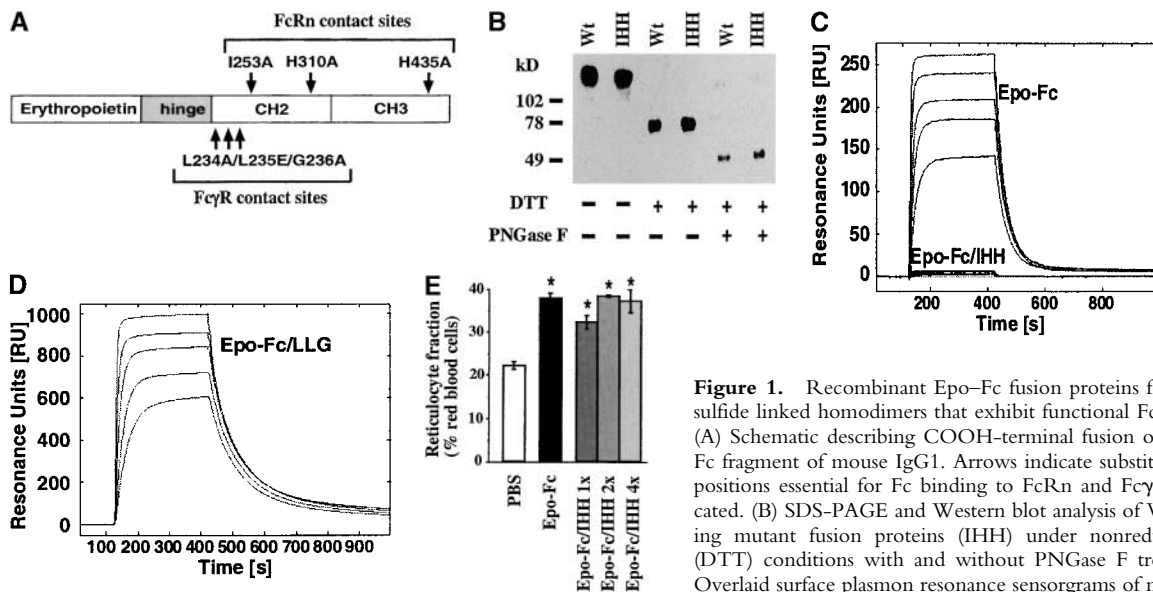 A
FcRn contact sites
I253A H310A H435A
Erythropoietin hinge CH2 CH3
L234A/L235E/G236A
FcγR contact sites
B
Wt IHH Wt IHH Wt IHH
kD
102
78
49
DTT − − + + + +
PNGase F − − − − + +
C
Resonance Units [RU]
250
200
150
100
50
0
Epo-Fc
Epo-Fc/IHH
200 400 600 800
Time [s]
D
Resonance Units [RU]
1000
800
600
400
200
0
Epo-Fc/LLG
100 200 300 400 500 600 700 800 900
Time [s]
E
Reticulocyte fraction
(% red blood cells)
40
30
20
10
0
* * * *
PBS
Epo-Fc
Epo-Fc/IHH 1x
Epo-Fc/IHH 2x
Epo-Fc/IHH 4x
Figure 1. Recombinant Epo–Fc fusion proteins f
sulfide linked homodimers that exhibit functional Fc
(A) Schematic describing COOH-terminal fusion o
Fc fragment of mouse IgG1. Arrows indicate substit
positions essential for Fc binding to FcRn and Fcγ
cated. (B) SDS-PAGE and Western blot analysis of V
ing mutant fusion proteins (IHH) under nonredu
(DTT) conditions with and without PNGase F tre
Overlaid surface plasmon resonance sensorgrams of m